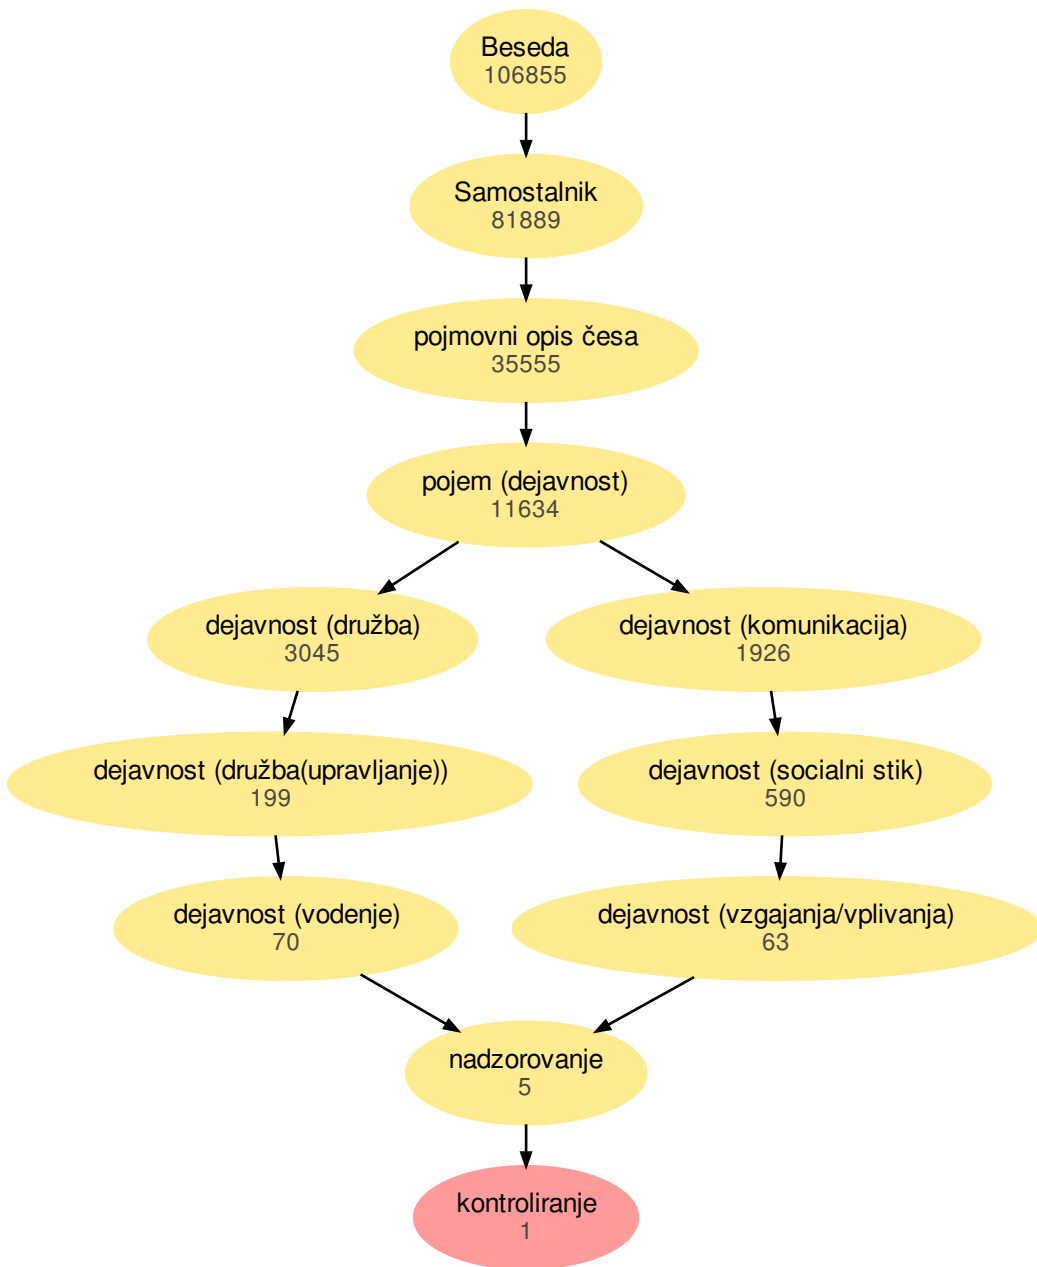 Beseda
106855
Samostalnik
81889
pojmovni opis česa
35555
pojem (dejavnost)
11634
dejavnost (družba)
3045
dejavnost (komunikacija)
1926
dejavnost (družba(upravljanje))
199
dejavnost (socialni stik)
590
dejavnost (vodenje)
70
dejavnost (vzgajanja/vplivanja)
63
nadzorovanje
5
kontroliranje
1